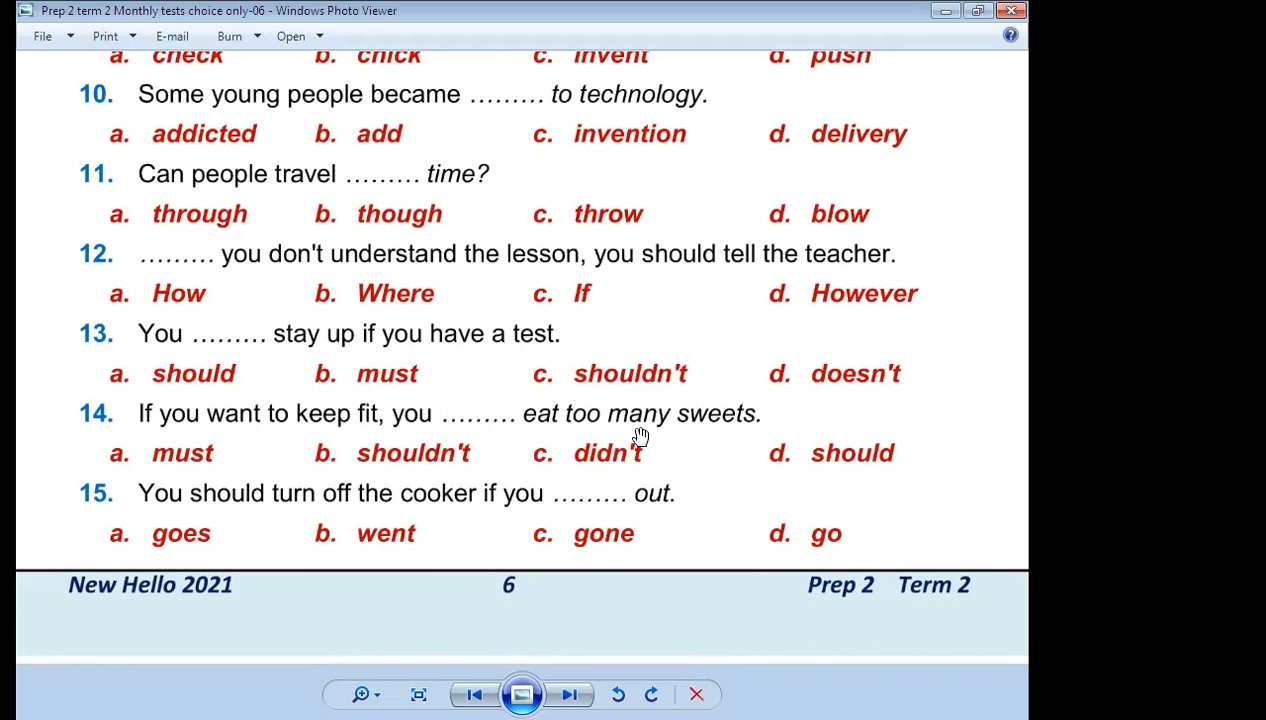 Prep 2 term 2 Monthly tests choice only-06 - Windows Photo Viewer
File Print E-mail Burn Open
a. check b. chick c. invent d. push
10. Some young people became ......... to technology.
a. addicted b. add c. invention d. delivery
11. Can people travel ......... time?
a. through b. though c. throw d. blow
12. ......... you don't understand the lesson, you should tell the teacher.
a. How b. Where c. If d. However
13. You ......... stay up if you have a test.
a. should b. must c. shouldn't d. doesn't
14. If you want to keep fit, you ......... eat too many sweets.
a. must b. shouldn't c. didn't d. should
15. You should turn off the cooker if you ......... out.
a. goes b. went c. gone d. go
New Hello 2021 6 Prep 2 Term 2